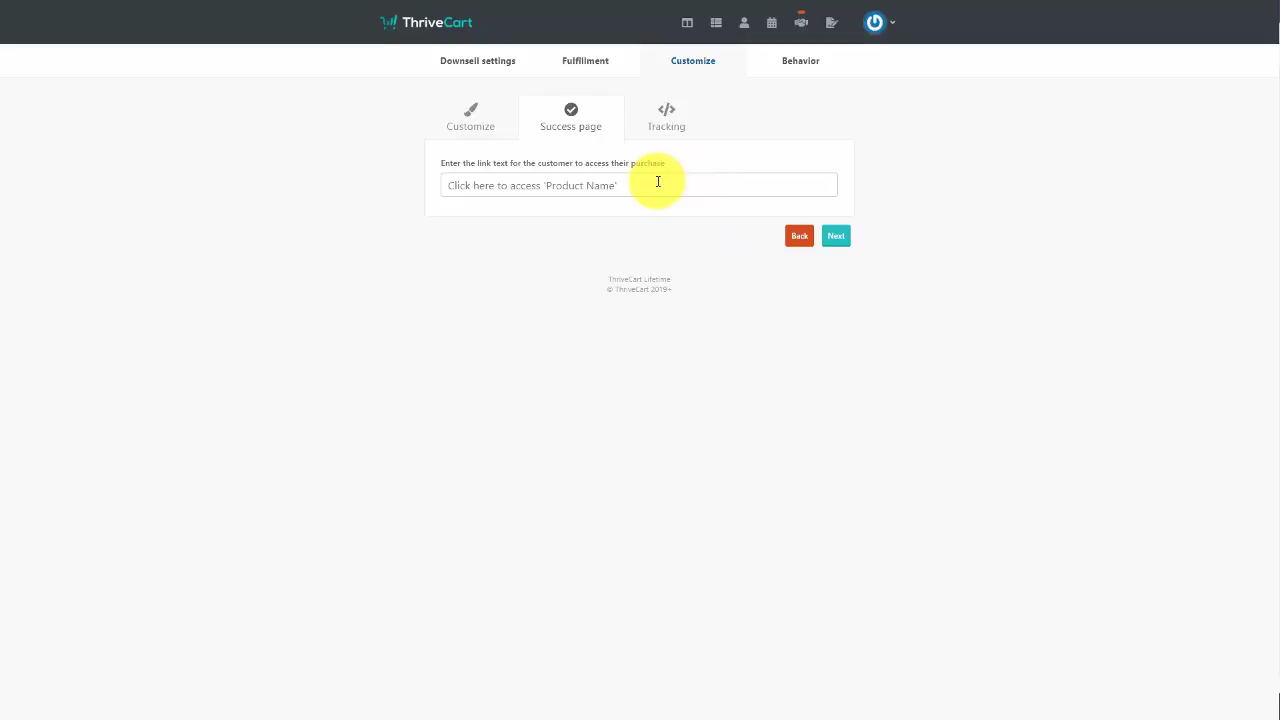 ThriveCart
Downsell settings Fulfillment Customize Behavior
Customize Success page Tracking
Enter the link text for the customer to access their purchase
Click here to access 'Product Name'
Back Next
ThriveCart Lifetime
© ThriveCart 2019+